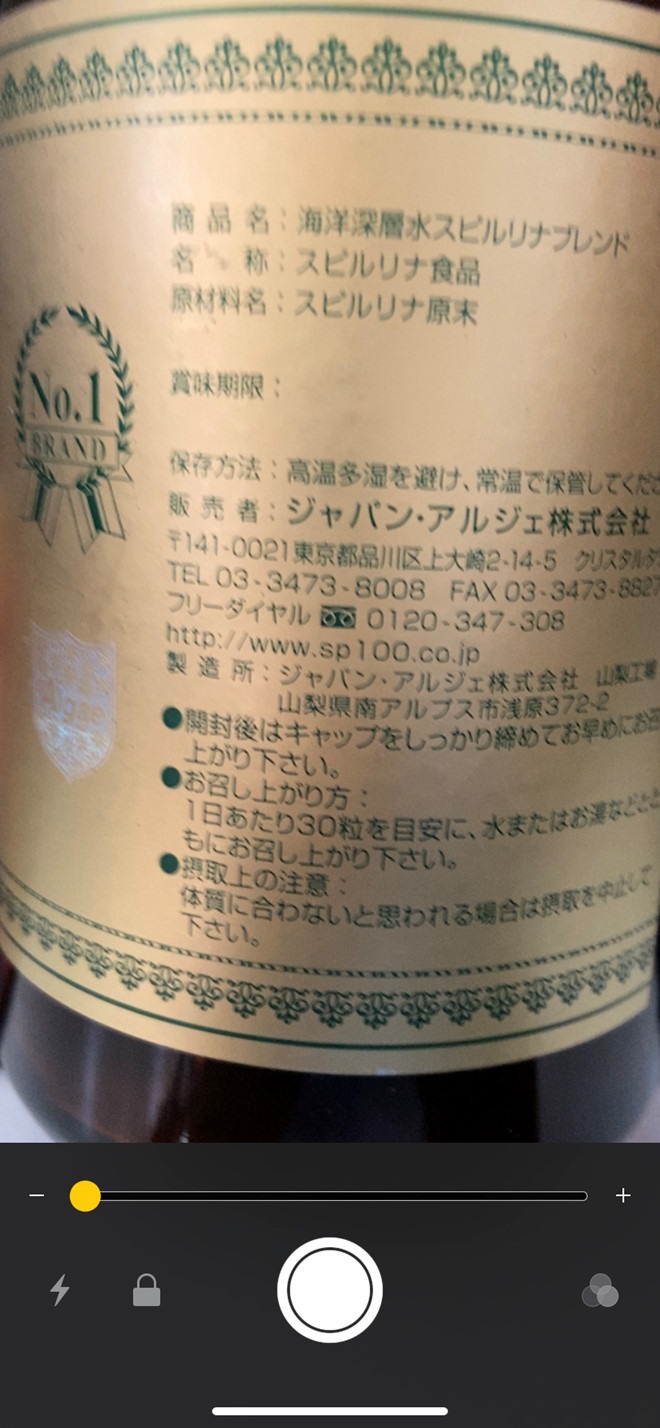 商品名：海洋深層水スピルリナブレンド
名称：スピルリナ食品
原材料名：スピルリナ原末
No.1
BRAND
賞味期限：
保存方法：高温多湿を避け、常温で保管してくださ
販売者：ジャパン・アルジェ株式会社
〒141-0021東京都品川区上大崎2-14-5 クリスタルタ
TEL 03-3473-8008 FAX 03-3473-8827
フリーダイヤル 0120-347-308
http://www.sp100.co.jp
製造所：ジャパン・アルジェ株式会社 山梨工場
山梨県南アルプス市浅原372-2
●開封後はキャップをしっかり締めてお早めにお召
上がり下さい。
●お召し上がり方：
1日あたり30粒を目安に、水またはお湯などとと
もにお召し上がり下さい。
●摂取上の注意：
体質に合わないと思われる場合は摂取を中止して
下さい。